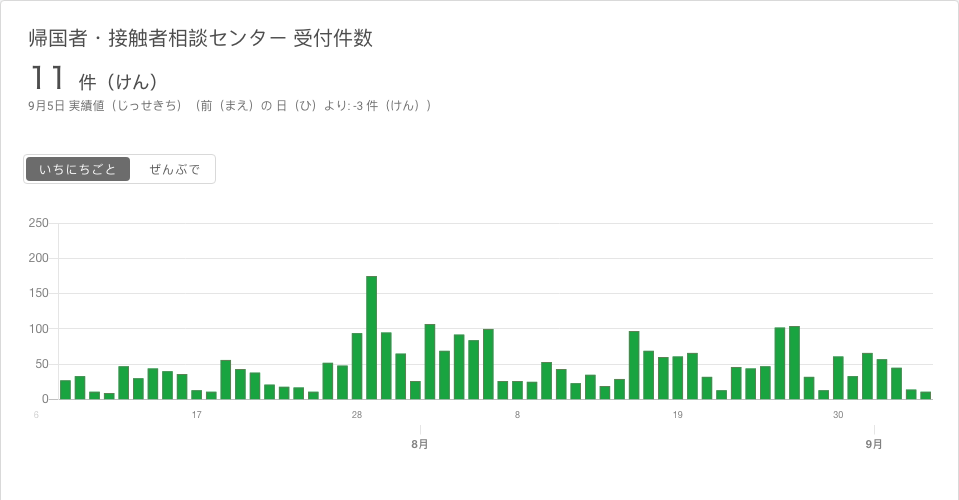 帰国者・接触者相談センター 受付件数
11 件（けん）
9月5日 実績値（じっせきち）（前（まえ）の 日（ひ）より: -3 件（けん））
いちにちごと ぜんぶで
250
200
150
100
50
0
6 17 28 8 19 30
8月 9月